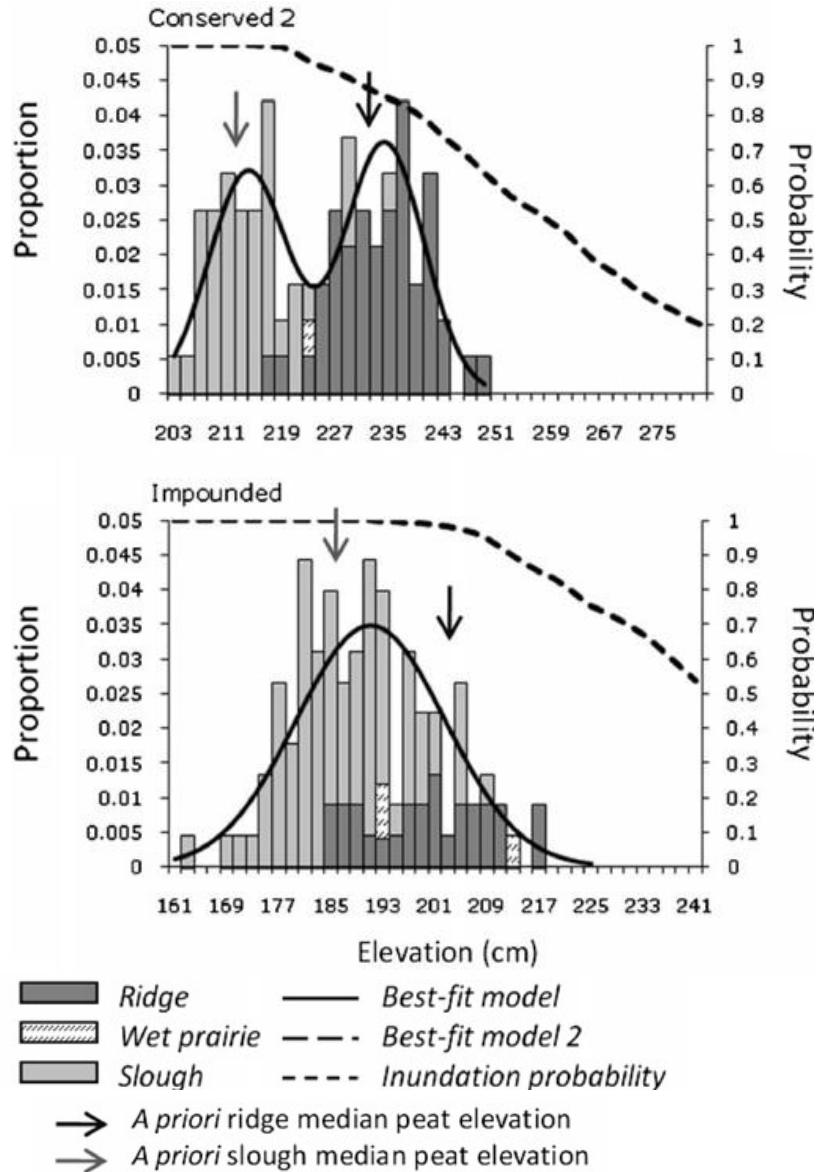 Conserved 2
0.05 1
0.045 0.9
0.04 0.8
0.035 0.7
0.03 0.6
0.025 0.5
0.02 0.4
0.015 0.3
0.01 0.2
0.005 0.1
0 0
Proportion
Probability
203 211 219 227 235 243 251 259 267 275
Impounded
0.05 1
0.045 0.9
0.04 0.8
0.035 0.7
0.03 0.6
0.025 0.5
0.02 0.4
0.015 0.3
0.01 0.2
0.005 0.1
0 0
Proportion
Probability
161 169 177 185 193 201 209 217 225 233 241
Elevation (cm)
Ridge Best-fit model
Wet prairie Best-fit model 2
Slough Inundation probability
A priori ridge median peat elevation
A priori slough median peat elevation